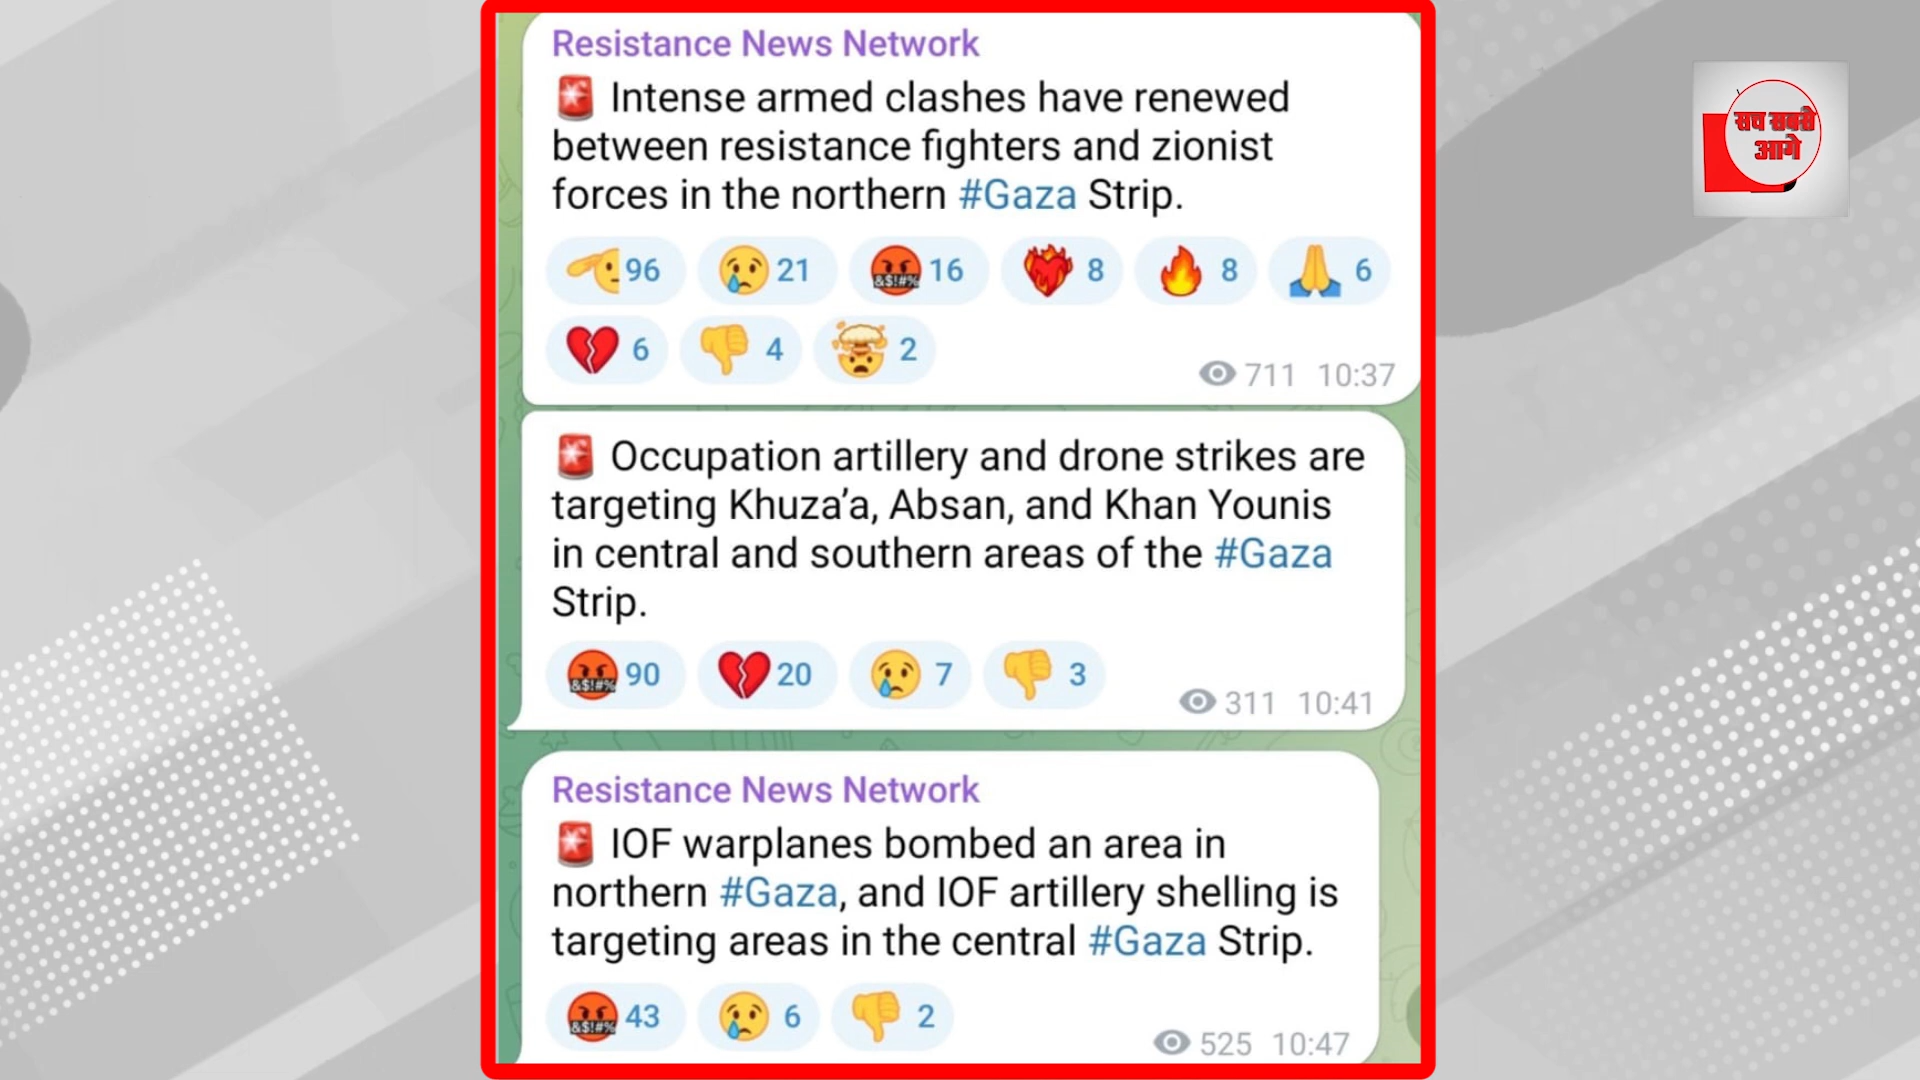 Resistance News Network
🚨 Intense armed clashes have renewed
between resistance fighters and zionist
forces in the northern #Gaza Strip.
96 21 16 8 8 6
6 4 2
711 10:37
🚨 Occupation artillery and drone strikes are
targeting Khuza’a, Absan, and Khan Younis
in central and southern areas of the #Gaza
Strip.
90 20 7 3
311 10:41
Resistance News Network
🚨 IOF warplanes bombed an area in
northern #Gaza, and IOF artillery shelling is
targeting areas in the central #Gaza Strip.
43 6 2
525 10:47
सच सबसे
आगे